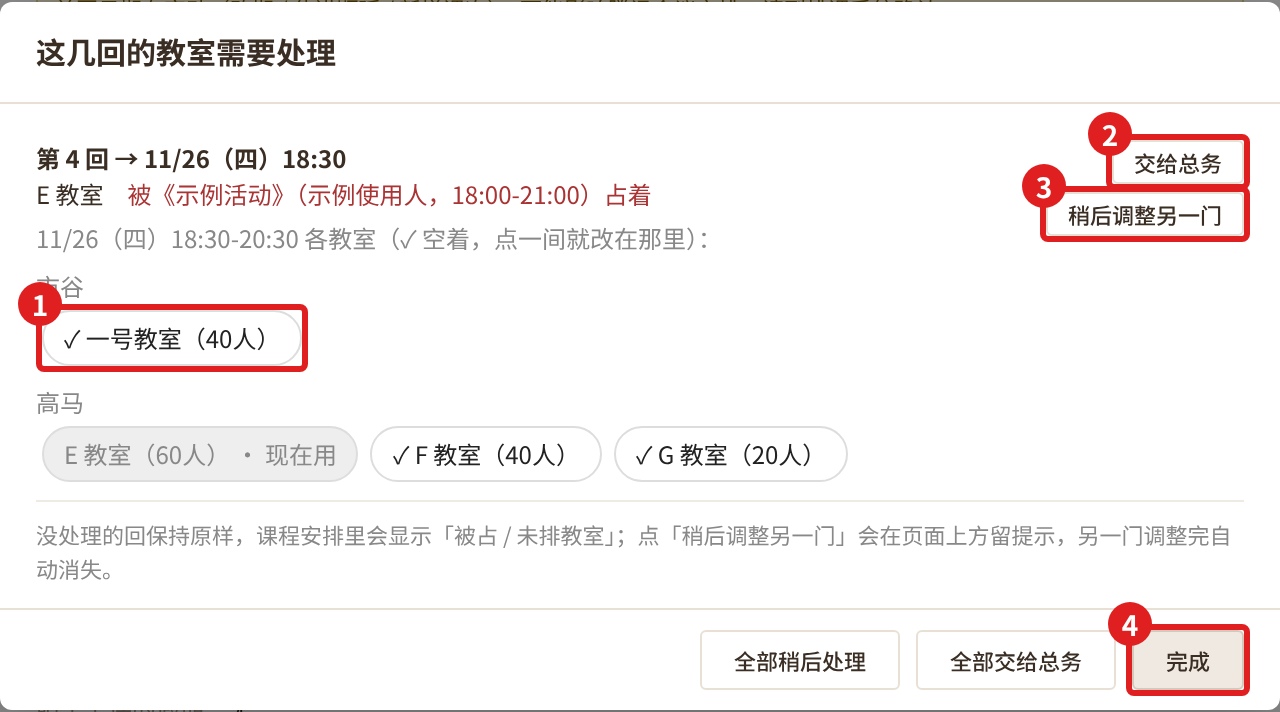 这几回的教室需要处理
第 4 回 → 11/26（四）18:30
2
交给总务
E 教室 被《示例活动》（示例使用人，18:00-21:00）占着
3
稍后调整另一门
11/26（四）18:30-20:30 各教室（✓ 空着，点一间就改在那里）：
市谷
1
✓ 一号教室（40人）
高马
E 教室（60人） · 现在用
✓ F 教室（40人）
✓ G 教室（20人）
没处理的回保持原样，课程安排里会显示「被占 / 未排教室」；点「稍后调整另一门」会在页面上方留提示，另一门调整完自
动消失。
全部稍后处理
全部交给总务
4
完成